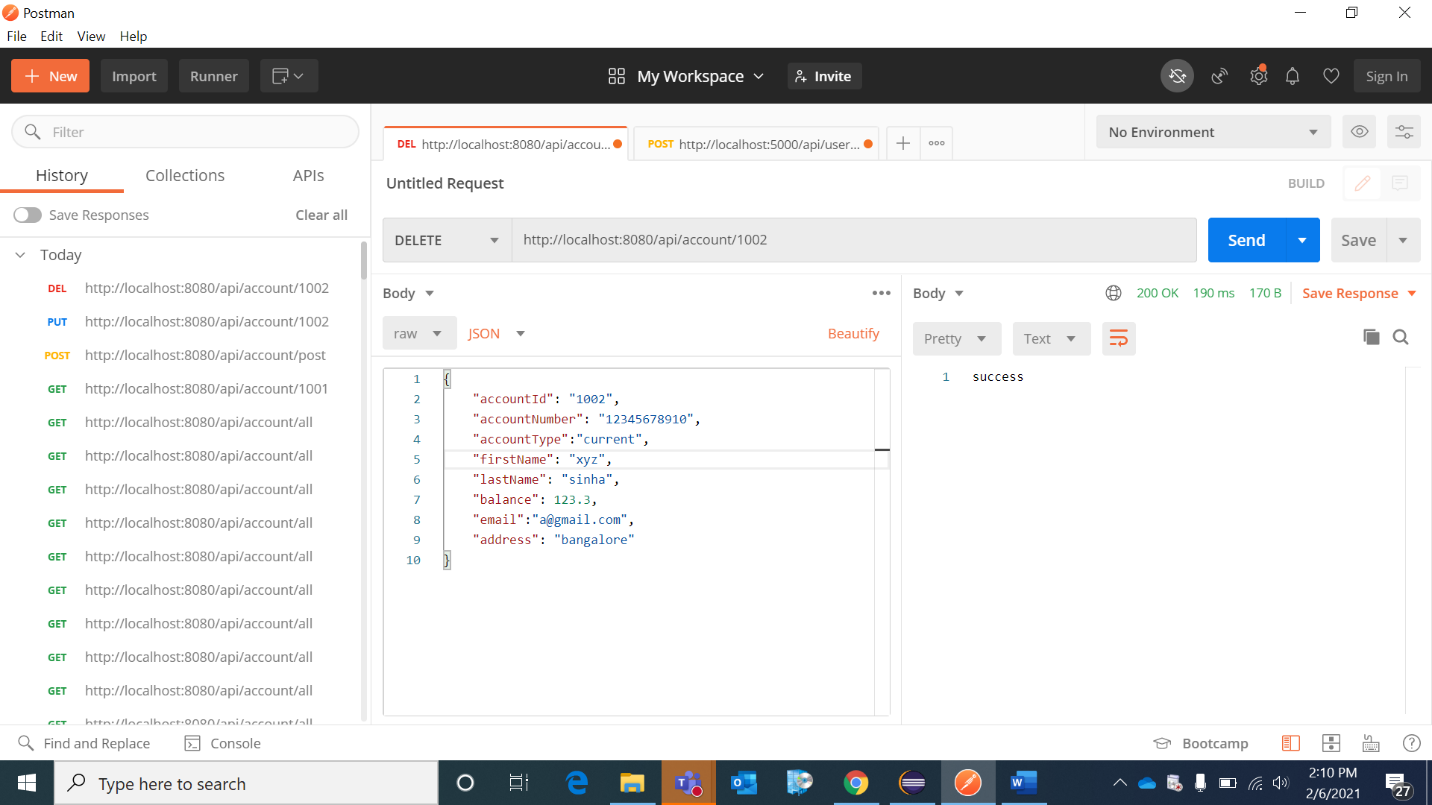 Postman
File Edit View Help
New Import Runner My Workspace Invite Sign In
Filter
DEL http://localhost:8080/api/accou... POST http://localhost:5000/api/user... No Environment
History Collections APIs
Untitled Request BUILD
Save Responses Clear all
DELETE http://localhost:8080/api/account/1002 Send Save
Today
DEL http://localhost:8080/api/account/1002
PUT http://localhost:8080/api/account/1002
POST http://localhost:8080/api/account/post
GET http://localhost:8080/api/account/1001
GET http://localhost:8080/api/account/all
GET http://localhost:8080/api/account/all
GET http://localhost:8080/api/account/all
GET http://localhost:8080/api/account/all
GET http://localhost:8080/api/account/all
GET http://localhost:8080/api/account/all
GET http://localhost:8080/api/account/all
GET http://localhost:8080/api/account/all
GET http://localhost:8080/api/account/all
GET http://localhost:8080/api/account/all
Body
raw JSON Beautify
1 {
2 "accountId": "1002",
3 "accountNumber": "12345678910",
4 "accountType":"current",
5 "firstName": "xyz",
6 "lastName": "sinha",
7 "balance": 123.3,
8 "email":"a@gmail.com",
9 "address": "bangalore"
10 }
Body 200 OK 190 ms 170 B Save Response
Pretty Text
1 success
Find and Replace Console Bootcamp
Type here to search
2:10 PM
2/6/2021
27